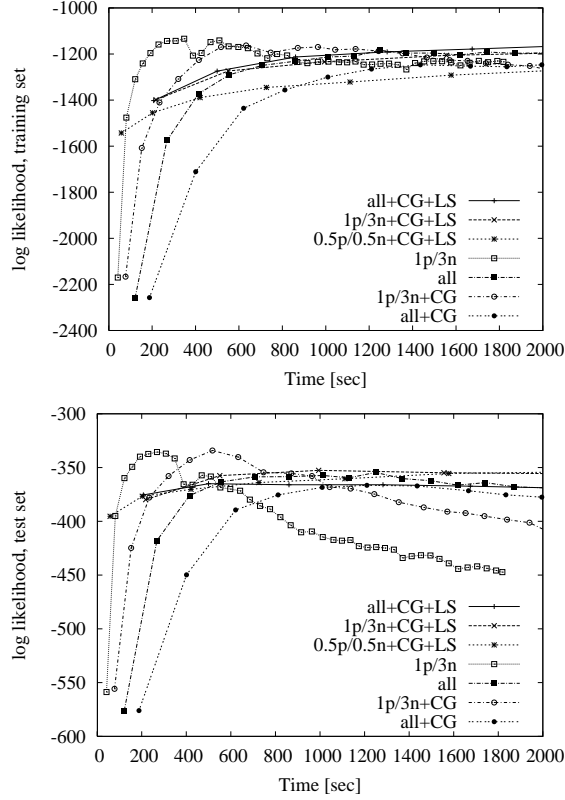 -1000
-1200
-1400
-1600
-1800
-2000
-2200
-2400
log likelihood, training set
all+CG+LS
1p/3n+CG+LS
0.5p/0.5n+CG+LS
1p/3n
all
1p/3n+CG
all+CG
0 200 400 600 800 1000 1200 1400 1600 1800 2000
Time [sec]
-300
-350
-400
-450
-500
-550
-600
log likelihood, test set
all+CG+LS
1p/3n+CG+LS
0.5p/0.5n+CG+LS
1p/3n
all
1p/3n+CG
all+CG
0 200 400 600 800 1000 1200 1400 1600 1800 2000
Time [sec]